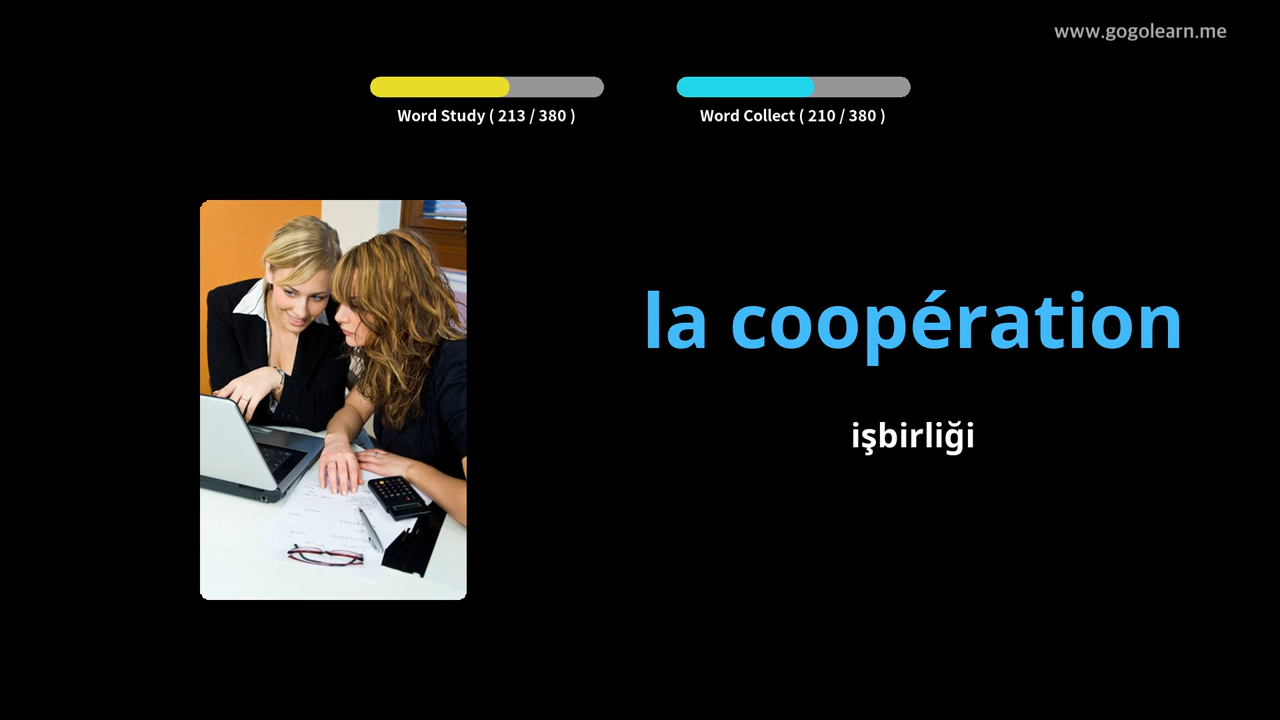 www.gogolearn.me
Word Study ( 213 / 380 )
Word Collect ( 210 / 380 )
la coopération
işbirliği